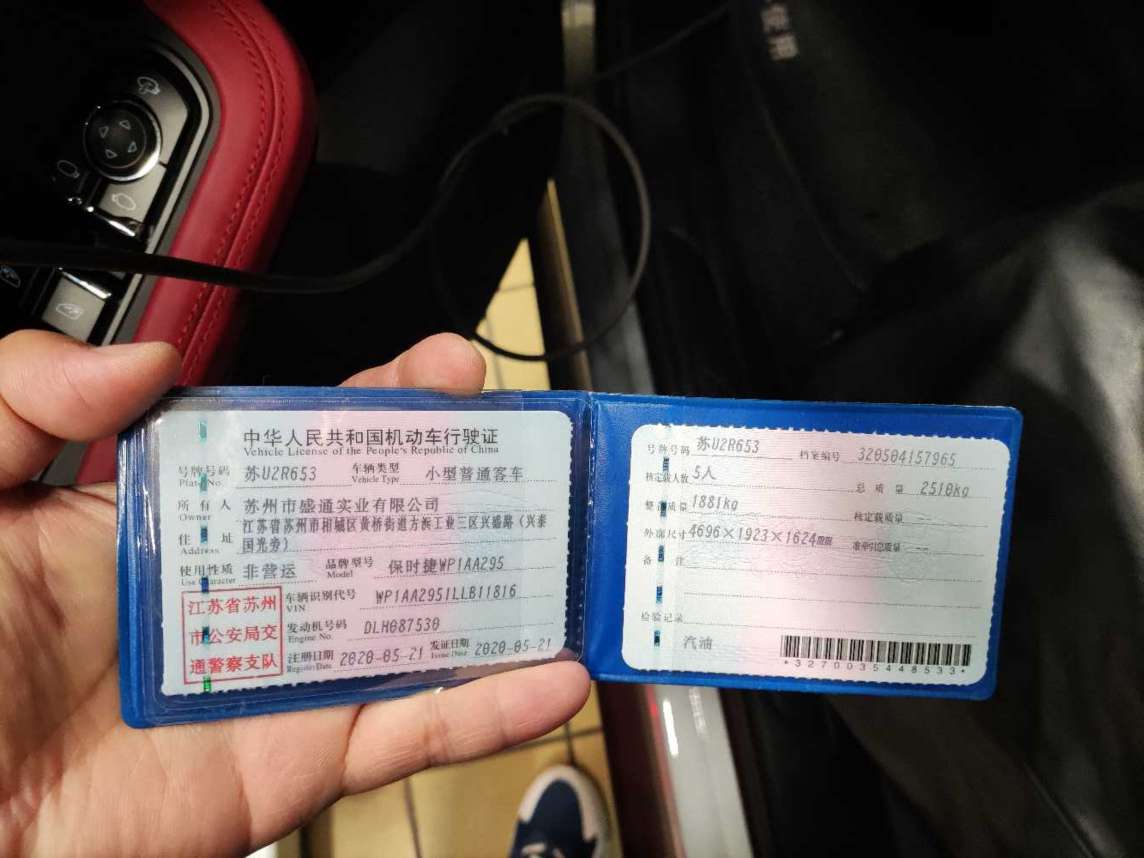 中华人民共和国机动车行驶证
Vehicle License of the People's Republic of China
号牌号码 苏U2R653 车辆类型 小型普通客车
Plate No. Vehicle Type
所有人 苏州市盛通实业有限公司
Owner
住址 江苏省苏州市相城区黄桥街道方浜工业三区兴盛路（兴泰
Address 国光旁）
使用性质 非营运 品牌型号 保时捷WP1AA295
Use Character Model
江苏省苏州
市公安局交
通警察支队
车辆识别代号 WP1AA2951LLB11816
VIN
发动机号码 DLH087530
Engine No.
注册日期 2020-05-21 发证日期 2020-05-21
Register Date Issue Date
号牌号码 苏U2R653 档案编号 320504157965
核定载人数 5人 总质量 2510kg
整备质量 1881kg 核定载质量 --
外廓尺寸 4696×1923×1624mm 准牵引总质量 --
备注
检验记录
汽油
*3270035448533*